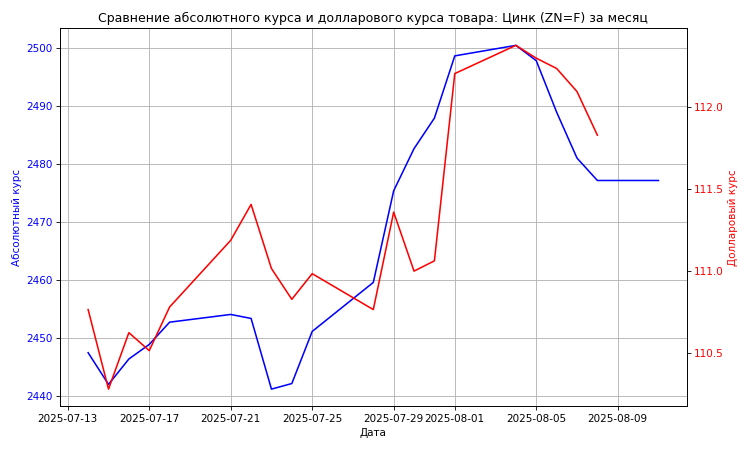 Сравнение абсолютного курса и долларового курса товара: Цинк (ZN=F) за месяц
2500
2490
2480
2470
2460
2450
2440
Абсолютный курс
112.0
111.5
111.0
110.5
Долларовый курс
2025-07-13 2025-07-17 2025-07-21 2025-07-25 2025-07-29 2025-08-01 2025-08-05 2025-08-09
Дата